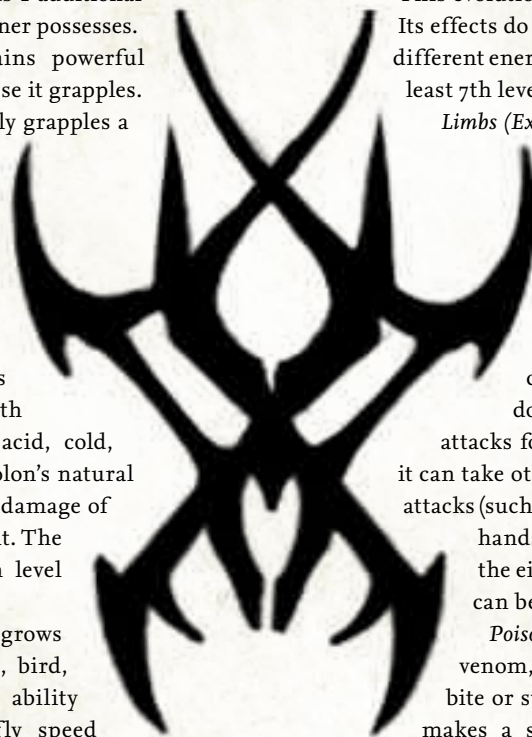 ner possesses.
ains powerful
se it grapples.
ly grapples a
s
th
acid, cold,
olon's natural
damage of
t. The
level
grows
, bird,
ability
fly speed
Its effects do
different ener
least 7th leve
Limbs (Ex
d
do
attacks fo
it can take ot
attacks (such
hand
the ei
can be
Poiso
venom,
bite or s
makes a s